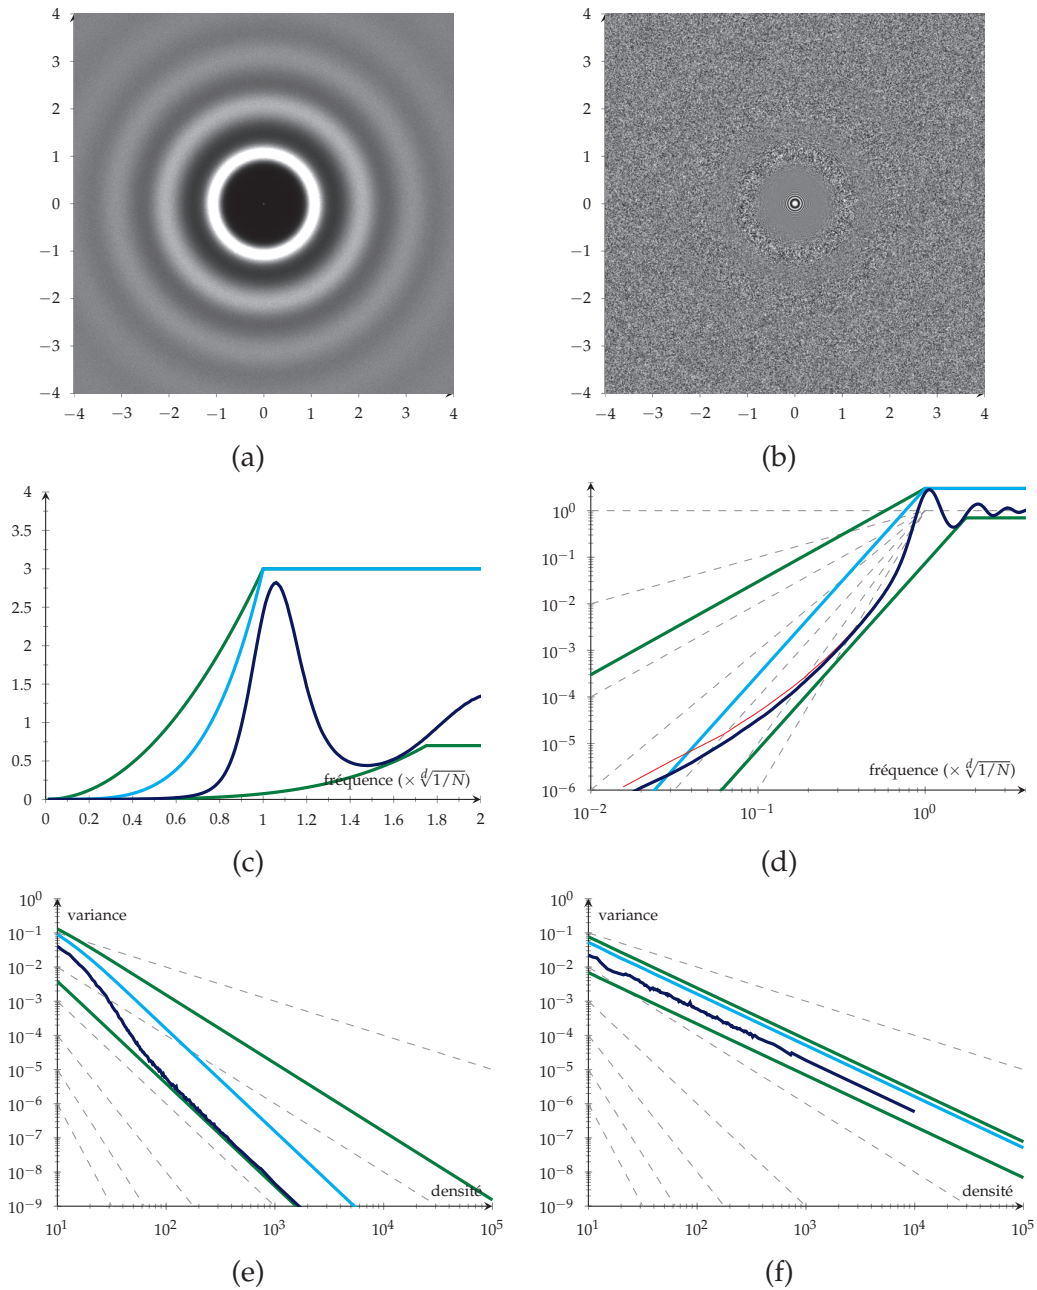 4 4
3 3
2 2
1 1
0 0
−1 −1
−2 −2
−3 −3
−4 −4
−4 −3 −2 −1 0 1 2 3 4 −4 −3 −2 −1 0 1 2 3 4
(a) (b)
4
3.5
3
2.5
2
1.5
1
0.5
0
fréquence (× ᵈ√1/N)
0 0.2 0.4 0.6 0.8 1 1.2 1.4 1.6 1.8 2
(c)
10⁰
10⁻¹
10⁻²
10⁻³
10⁻⁴
10⁻⁵
10⁻⁶
fréquence (× ᵈ√1/N)
10⁻² 10⁻¹ 10⁰
(d)
10⁰
variance
10⁻¹
10⁻²
10⁻³
10⁻⁴
10⁻⁵
10⁻⁶
10⁻⁷
10⁻⁸
densité
10⁻⁹
10¹ 10² 10³ 10⁴ 10⁵
(e)
10⁰
variance
10⁻¹
10⁻²
10⁻³
10⁻⁴
10⁻⁵
10⁻⁶
10⁻⁷
10⁻⁸
densité
10⁻⁹
10¹ 10² 10³ 10⁴ 10⁵
(f)